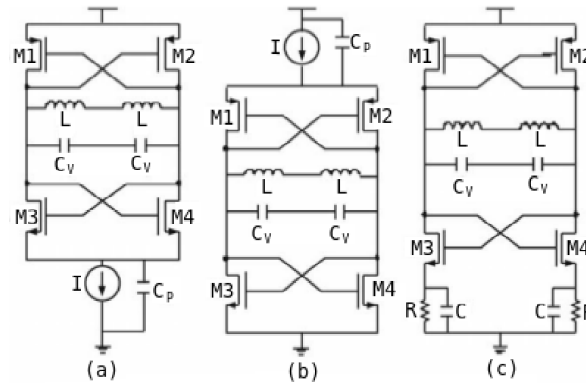 M1 M2
L L
Cv Cv
M3 M4
I Cp
(a)
I Cp
M1 M2
L L
Cv Cv
M3 M4
(b)
M1 M2
L L
Cv Cv
M3 M4
R C C R
(c)